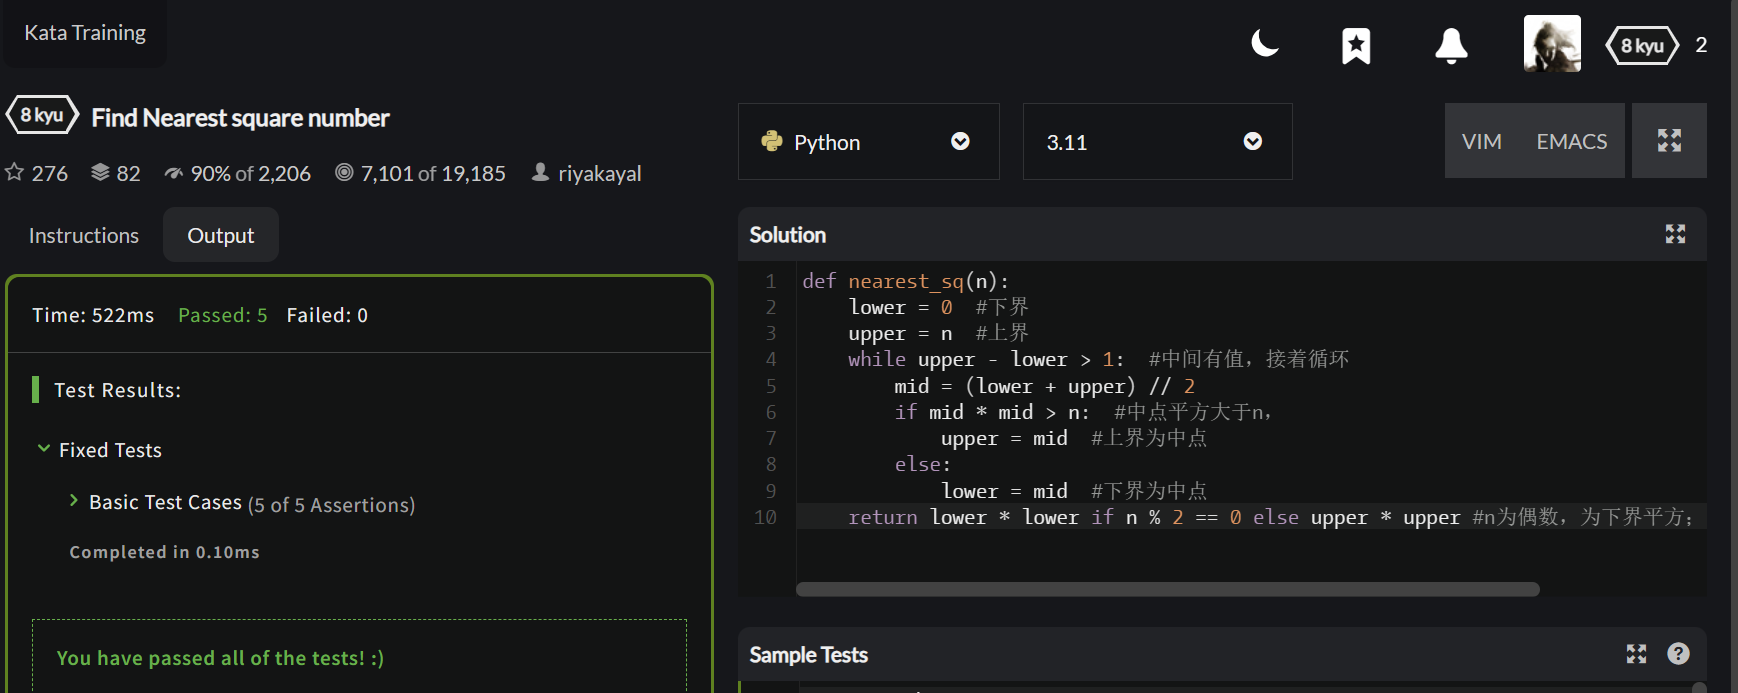 Kata Training
8 kyu 2
8 kyu Find Nearest square number
276 82 90% of 2,206 7,101 of 19,185 riyakayal
Python
3.11
VIM EMACS
Instructions Output
Time: 522ms Passed: 5 Failed: 0
Test Results:
Fixed Tests
Basic Test Cases (5 of 5 Assertions)
Completed in 0.10ms
You have passed all of the tests! :)
Solution
1 def nearest_sq(n):
2 lower = 0 #下界
3 upper = n #上界
4 while upper - lower > 1: #中间有值，接着循环
5 mid = (lower + upper) // 2
6 if mid * mid > n: #中点平方大于n，
7 upper = mid #上界为中点
8 else:
9 lower = mid #下界为中点
10 return lower * lower if n % 2 == 0 else upper * upper #n为偶数，为下界平方；
Sample Tests
?